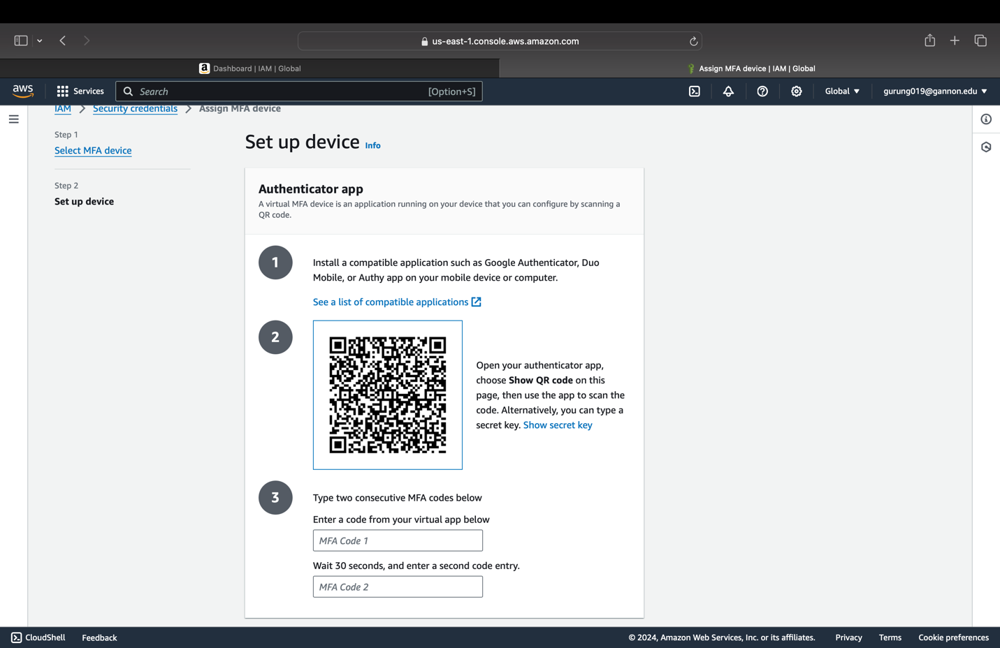 us-east-1.console.aws.amazon.com
a Dashboard | IAM | Global
Assign MFA device | IAM | Global
aws Services Search [Option+S] Global gurung019@gannon.edu
IAM Security credentials Assign MFA device
Step 1
Select MFA device
Step 2
Set up device
Set up device Info
Authenticator app
A virtual MFA device is an application running on your device that you can configure by scanning a
QR code.
1
Install a compatible application such as Google Authenticator, Duo
Mobile, or Authy app on your mobile device or computer.
See a list of compatible applications
2
Open your authenticator app,
choose Show QR code on this
page, then use the app to scan the
code. Alternatively, you can type a
secret key. Show secret key
3
Type two consecutive MFA codes below
Enter a code from your virtual app below
MFA Code 1
Wait 30 seconds, and enter a second code entry.
MFA Code 2
CloudShell Feedback © 2024, Amazon Web Services, Inc. or its affiliates. Privacy Terms Cookie preferences